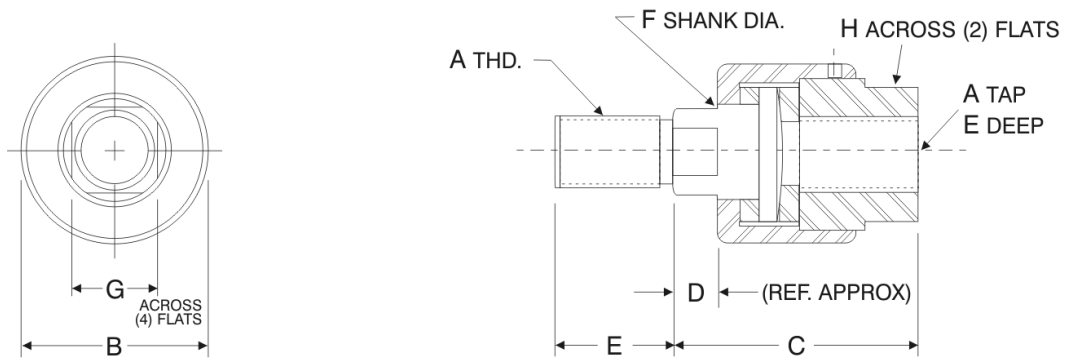 F SHANK DIA.
H ACROSS (2) FLATS
A THD.
A TAP
E DEEP
G
ACROSS
(4) FLATS
D
(REF. APPROX)
B
E
C